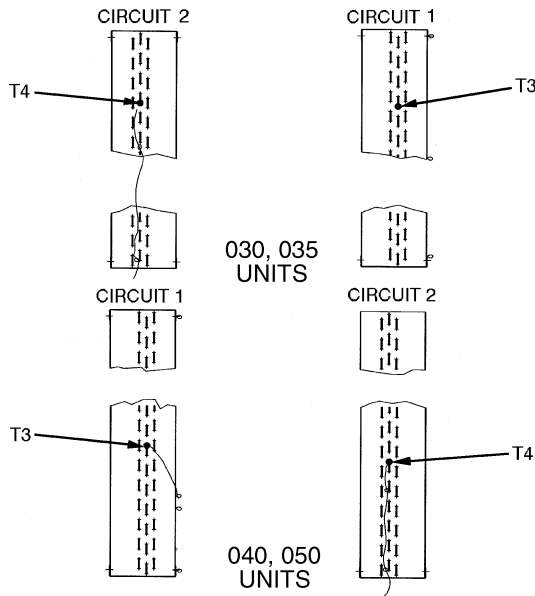 CIRCUIT 2
CIRCUIT 1
T4
T3
030, 035
UNITS
CIRCUIT 1
CIRCUIT 2
T3
T4
040, 050
UNITS